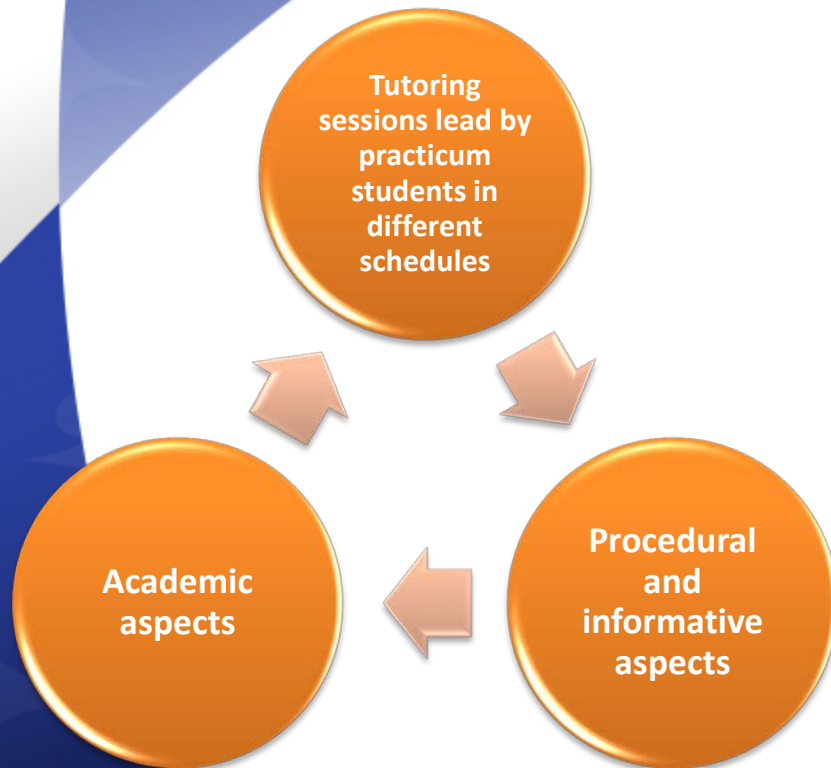 Tutoring
sessions lead by
practicum
students in
different
schedules
Procedural
and
informative
aspects
Academic
aspects